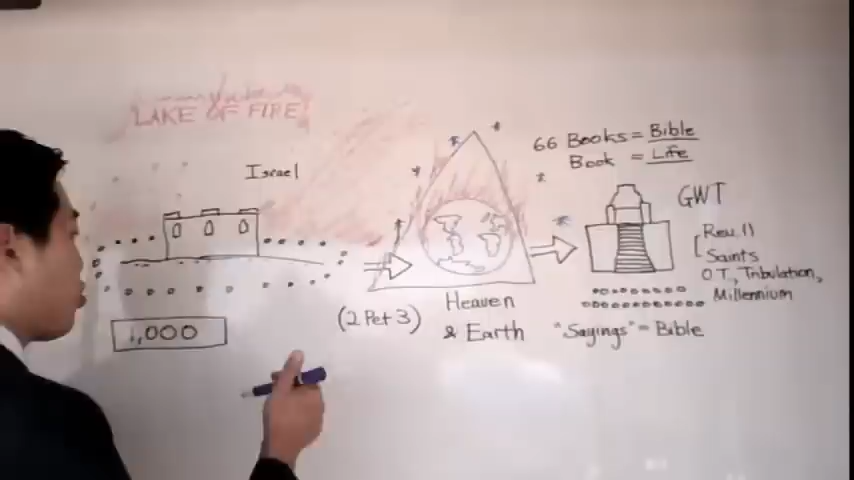 LAKE OF FIRE
Israel
1,000
(2 Pet 3)
Heaven
& Earth
66 Books = Bible
Book = Life
GWT
Rev. 11
Saints
OT, Tribulation,
Millennium
"Sayings" = Bible